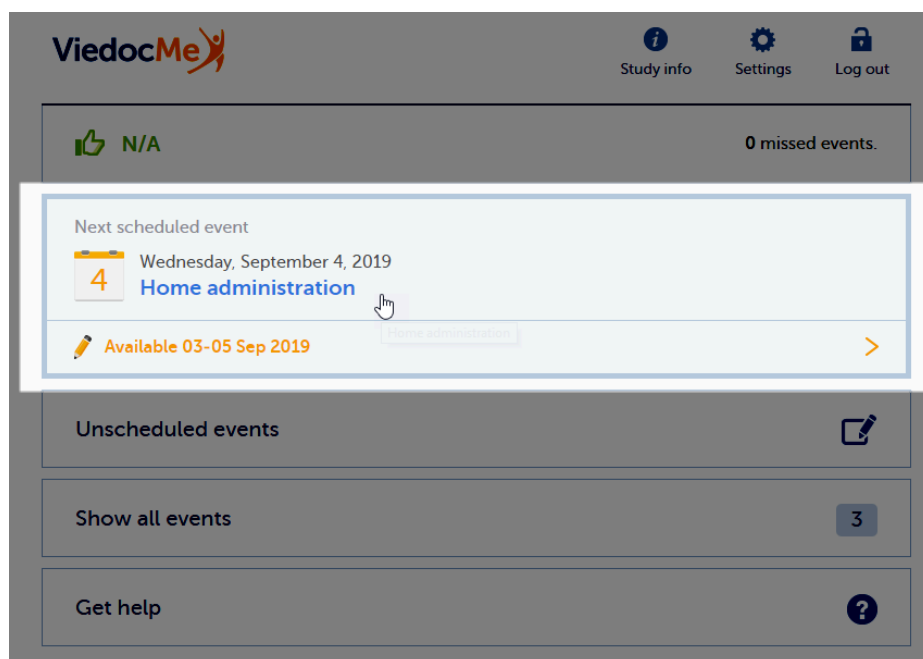 ViedocMe
Study info
Settings
Log out
N/A
0 missed events.
Next scheduled event
4
Wednesday, September 4, 2019
Home administration
Home administration
Available 03-05 Sep 2019
Unscheduled events
Show all events
3
Get help